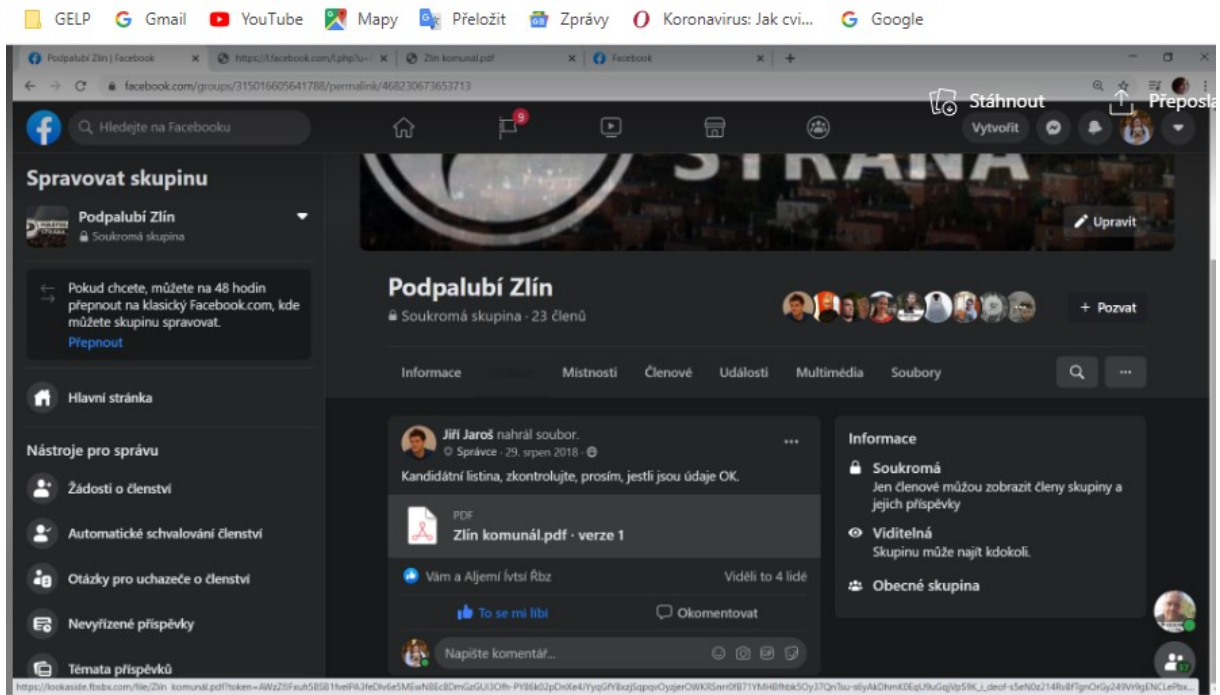 GELP Gmail YouTube Mapy Přeložit Zprávy Koronavirus: Jak cvi... Google
Podpalubí Zlín | Facebook
Zlín komunál.pdf
Facebook
facebook.com/groups/315016605641788/permalink/468230673653713
Stáhnout
Přeposla
Hledejte na Facebooku
9
Vytvořit
STRANA
Upravit
Spravovat skupinu
Podpalubí Zlín
Soukromá skupina
Pokud chcete, můžete na 48 hodin
přepnout na klasický Facebook.com, kde
můžete skupinu spravovat.
Přepnout
Hlavní stránka
Nástroje pro správu
Žádosti o členství
Automatické schvalování členství
Otázky pro uchazeče o členství
Nevyřízené příspěvky
Témata příspěvků
Podpalubí Zlín
Soukromá skupina · 23 členů
+ Pozvat
Informace Místnosti Členové Události Multimédia Soubory
Jiří Jaroš nahrál soubor.
Správce · 29. srpen 2018
Kandidátní listina, zkontrolujte, prosím, jestli jsou údaje OK.
PDF
Zlín komunál.pdf · verze 1
Vám a Aljemí Ívtsí Řbz Viděli to 4 lidé
To se mi líbí Okomentovat
Napište komentář...
Informace
Soukromá
Jen členové můžou zobrazit členy skupiny a
jejich příspěvky
Viditelná
Skupinu může najít kdokoli.
Obecné skupina